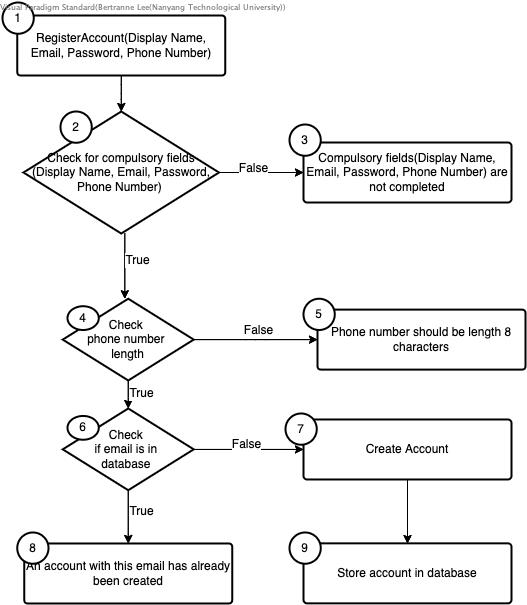 Visual Paradigm Standard(Bertranne Lee(Nanyang Technological University))
1
RegisterAccount(Display Name,
Email, Password, Phone Number)
2
Check for compulsory fields
(Display Name, Email, Password,
Phone Number)
False
3
Compulsory fields(Display Name,
Email, Password, Phone Number) are
not completed
True
4
Check
phone number
length
False
5
Phone number should be length 8
characters
True
6
Check
if email is in
database
False
7
Create Account
True
8
An account with this email has already
been created
9
Store account in database